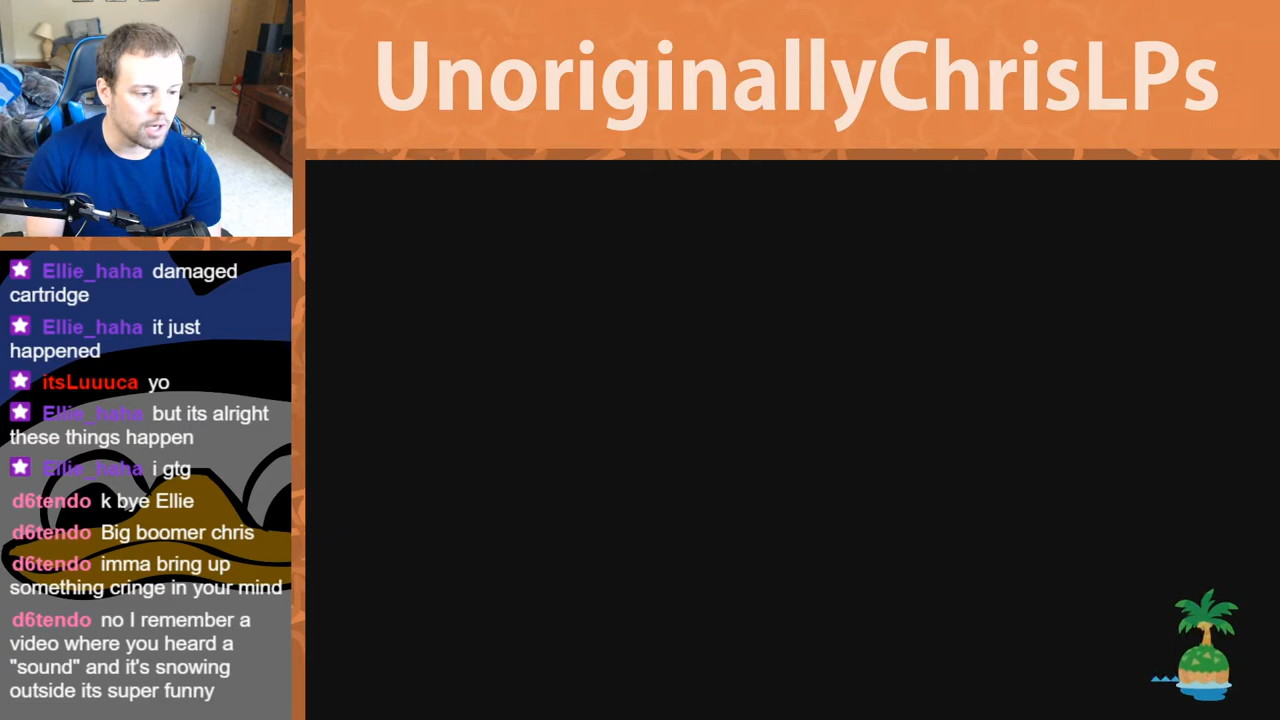 UnoriginallyChrisLPs
Ellie_haha damaged
cartridge
Ellie_haha it just
happened
itsLuuuca yo
Ellie_haha but its alright
these things happen
Ellie_haha i gtg
d6tendo k bye Ellie
d6tendo Big boomer chris
d6tendo imma bring up
something cringe in your mind
d6tendo no I remember a
video where you heard a
"sound" and it's snowing
outside its super funny